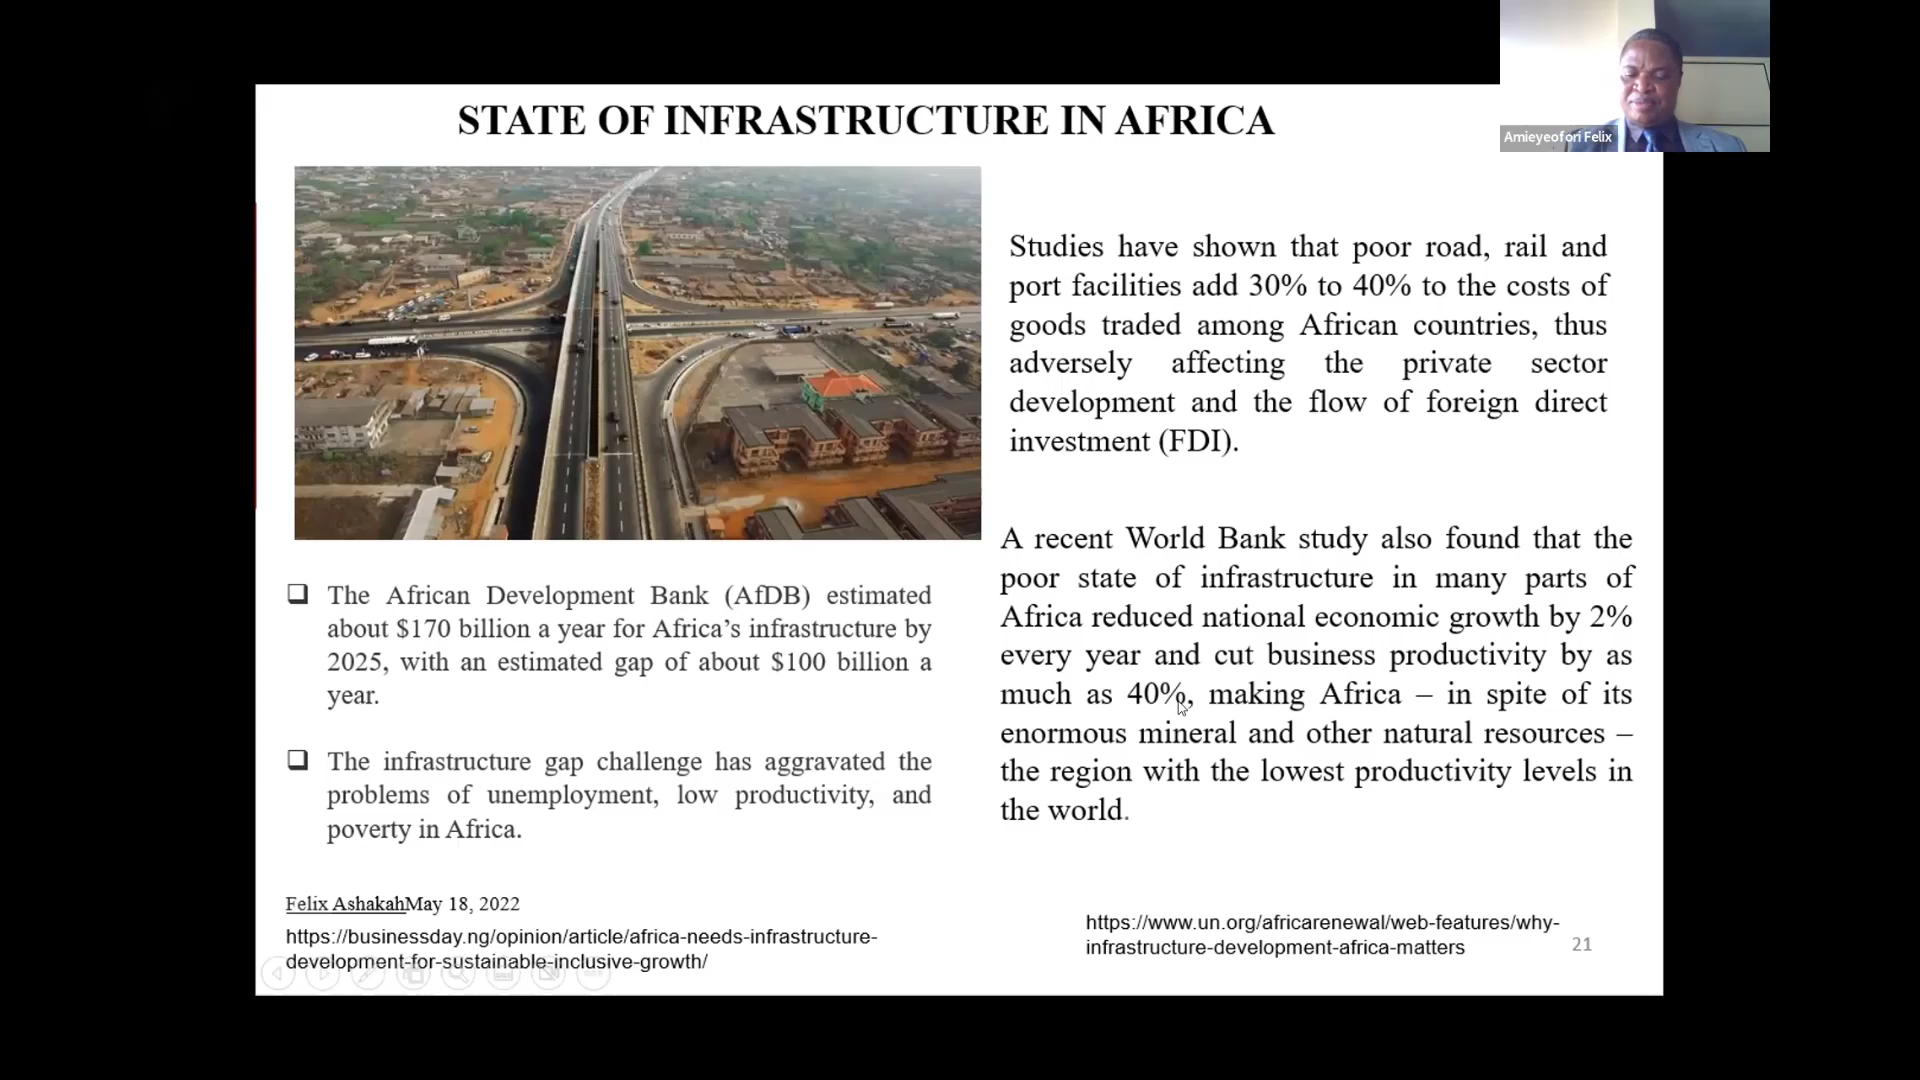 STATE OF INFRASTRUCTURE IN AFRICA
Amieyeofori Felix
Studies have shown that poor road, rail and
port facilities add 30% to 40% to the costs of
goods traded among African countries, thus
adversely affecting the private sector
development and the flow of foreign direct
investment (FDI).
A recent World Bank study also found that the
poor state of infrastructure in many parts of
Africa reduced national economic growth by 2%
every year and cut business productivity by as
much as 40%, making Africa – in spite of its
enormous mineral and other natural resources –
the region with the lowest productivity levels in
the world.
The African Development Bank (AfDB) estimated
about $170 billion a year for Africa’s infrastructure by
2025, with an estimated gap of about $100 billion a
year.
The infrastructure gap challenge has aggravated the
problems of unemployment, low productivity, and
poverty in Africa.
Felix AshakahMay 18, 2022
https://businessday.ng/opinion/article/africa-needs-infrastructure-
development-for-sustainable-inclusive-growth/
https://www.un.org/africarenewal/web-features/why-
infrastructure-development-africa-matters
21